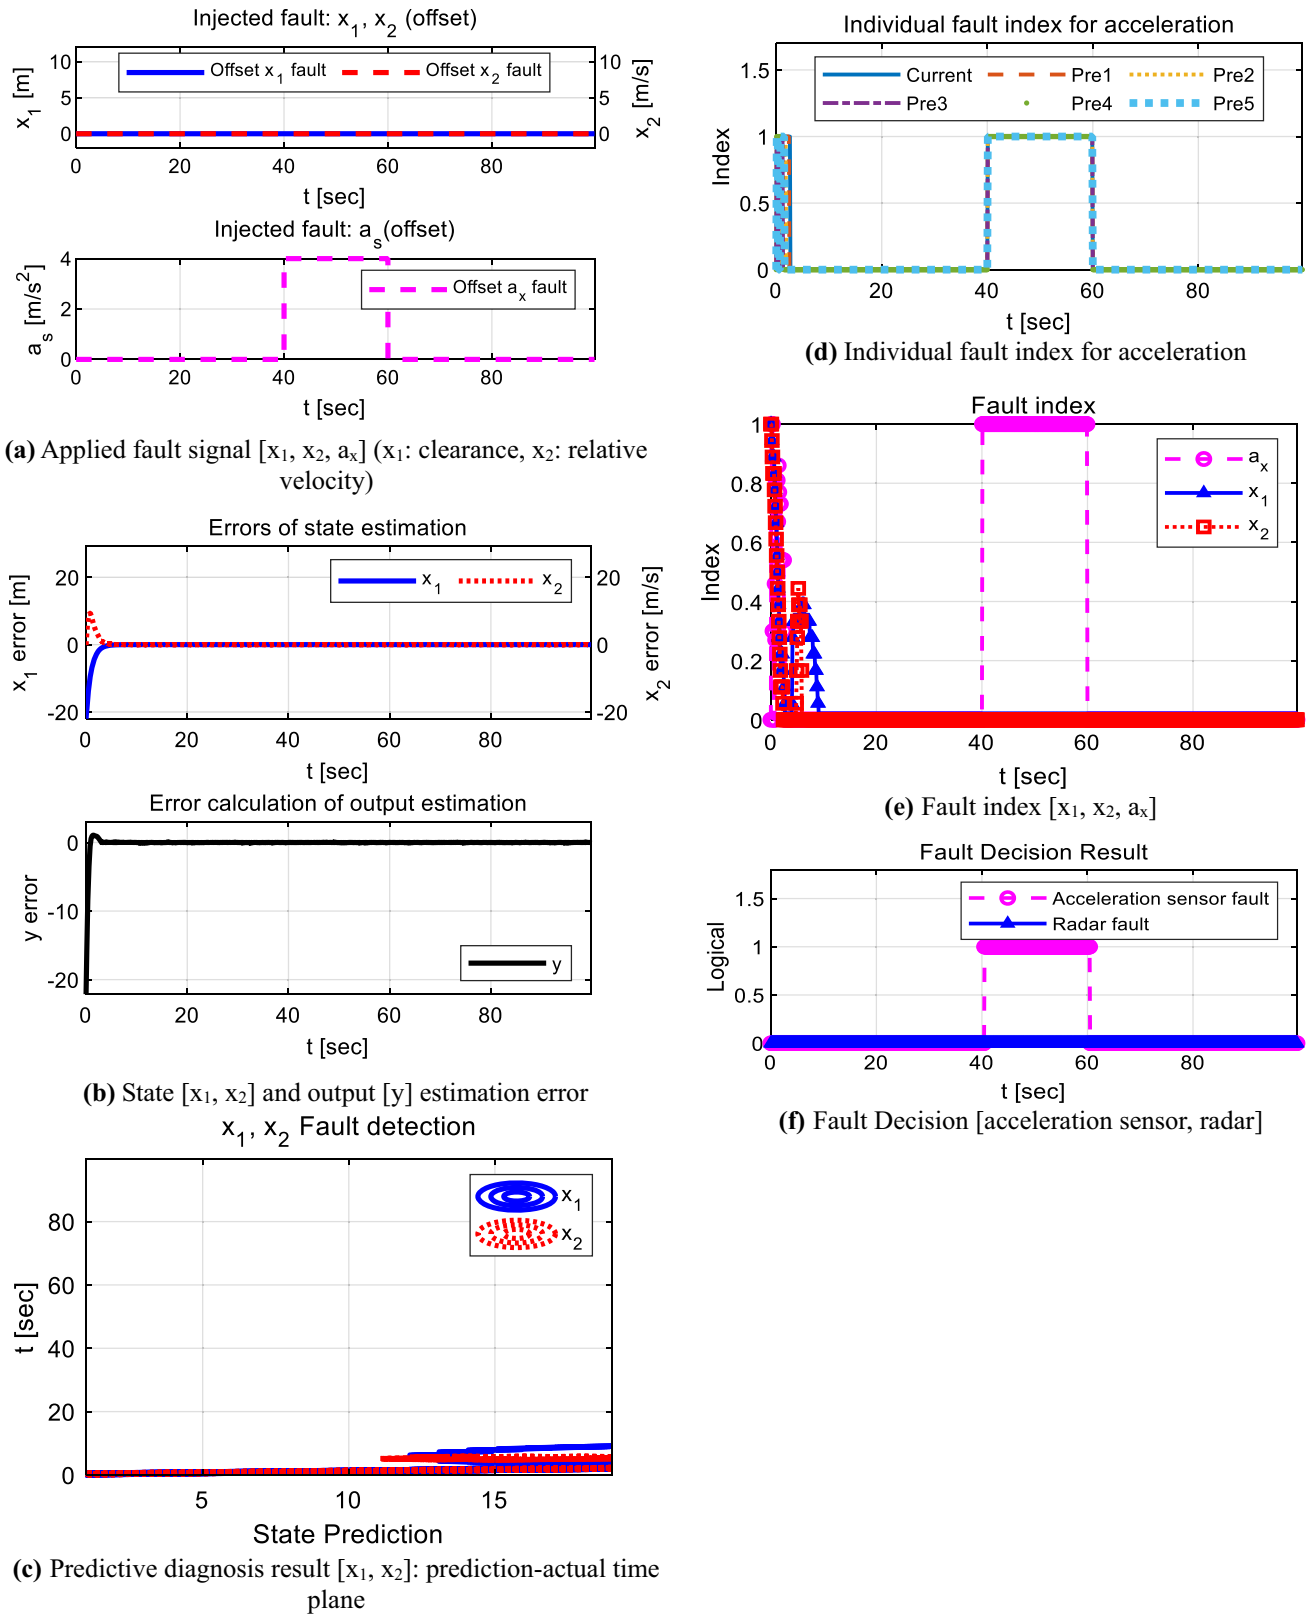 Injected fault: x1, x2 (offset)
Offset x1 fault Offset x2 fault
x1 [m]
10
5
0
10
5
0
x2 [m/s]
0 20 40 60 80
t [sec]
Injected fault: as(offset)
Offset ax fault
as [m/s2]
4
2
0
0 20 40 60 80
t [sec]
(a) Applied fault signal [x1, x2, ax] (x1: clearance, x2: relative
velocity)
Errors of state estimation
x1 x2
x1 error [m]
20
0
-20
20
0
-20
x2 error [m/s]
0 20 40 60 80
t [sec]
Error calculation of output estimation
y error
0
-10
-20
y
0 20 40 60 80
t [sec]
(b) State [x1, x2] and output [y] estimation error
x1, x2 Fault detection
x1
x2
t [sec]
80
60
40
20
0
5 10 15
State Prediction
(c) Predictive diagnosis result [x1, x2]: prediction-actual time
plane
Individual fault index for acceleration
Current Pre1 Pre2
Pre3 Pre4 Pre5
Index
1.5
1
0.5
0
0 20 40 60 80
t [sec]
(d) Individual fault index for acceleration
Fault index
ax
x1
x2
Index
1
0.8
0.6
0.4
0.2
0
0 20 40 60 80
t [sec]
(e) Fault index [x1, x2, ax]
Fault Decision Result
Acceleration sensor fault
Radar fault
Logical
1.5
1
0.5
0
0 20 40 60 80
t [sec]
(f) Fault Decision [acceleration sensor, radar]